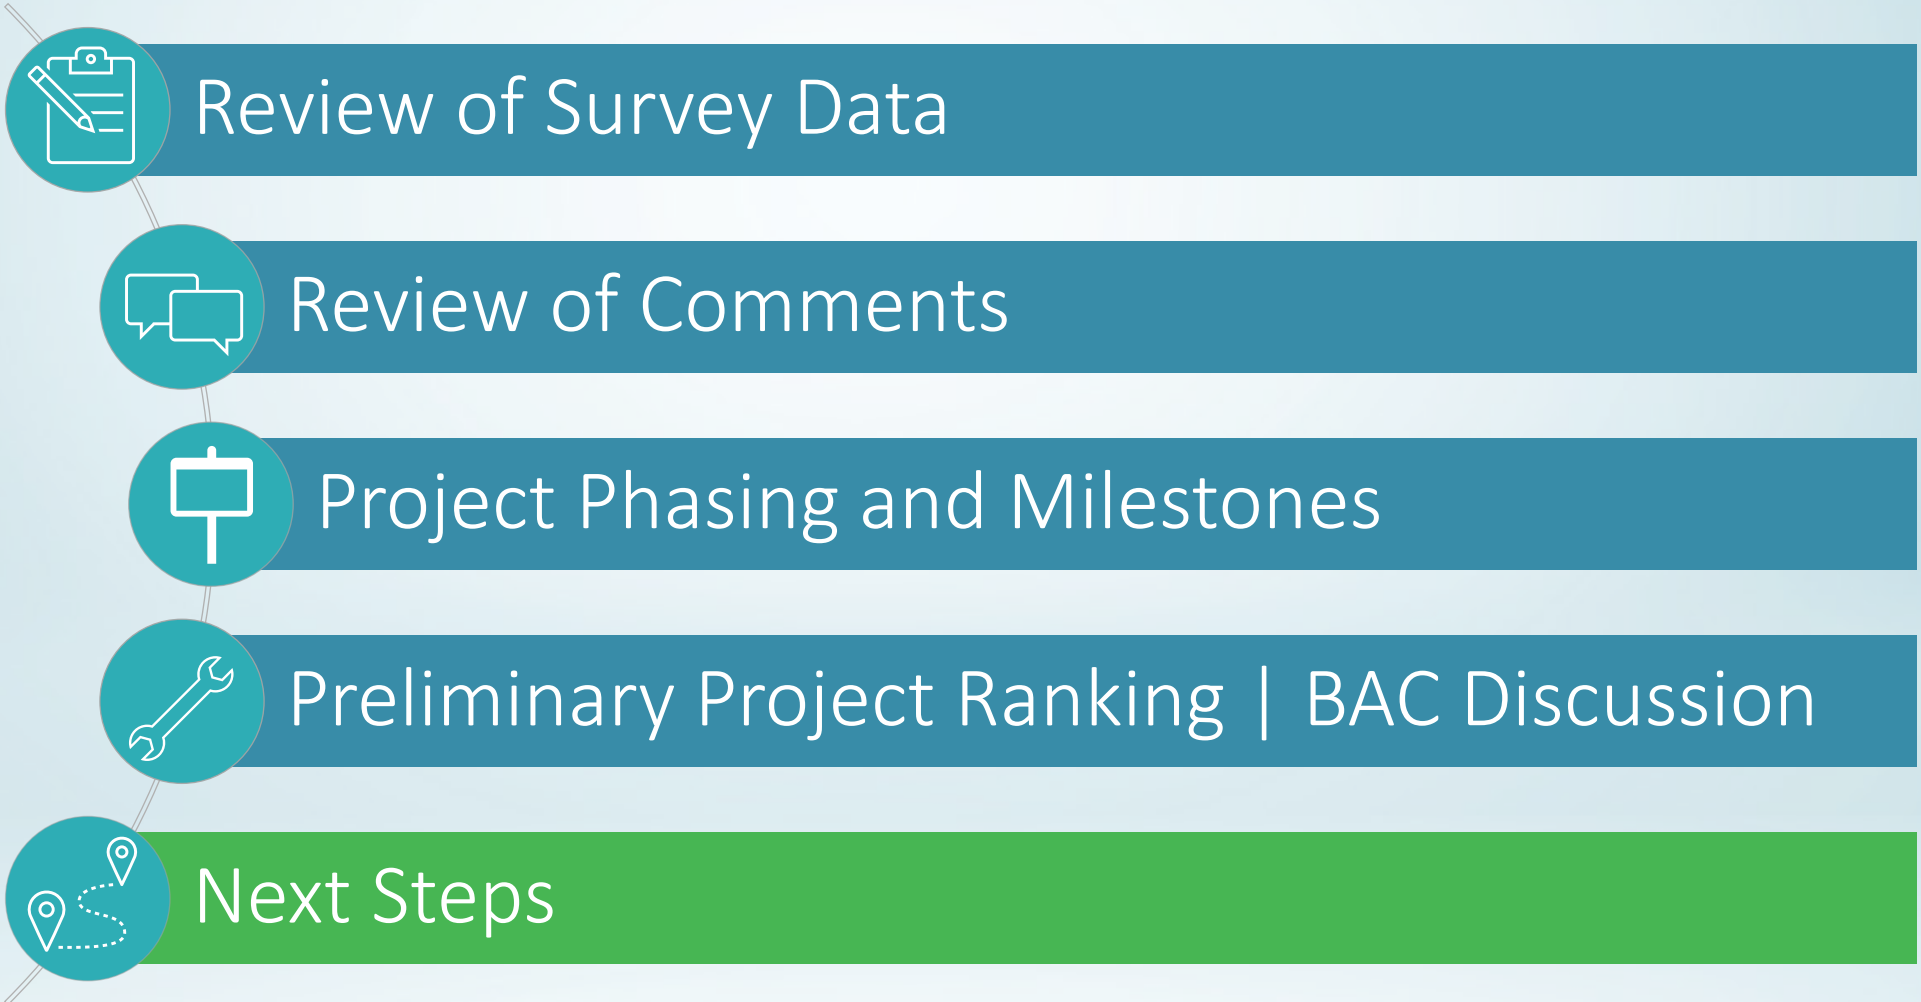 Review of Survey Data
Review of Comments
Project Phasing and Milestones
Preliminary Project Ranking | BAC Discussion
Next Steps